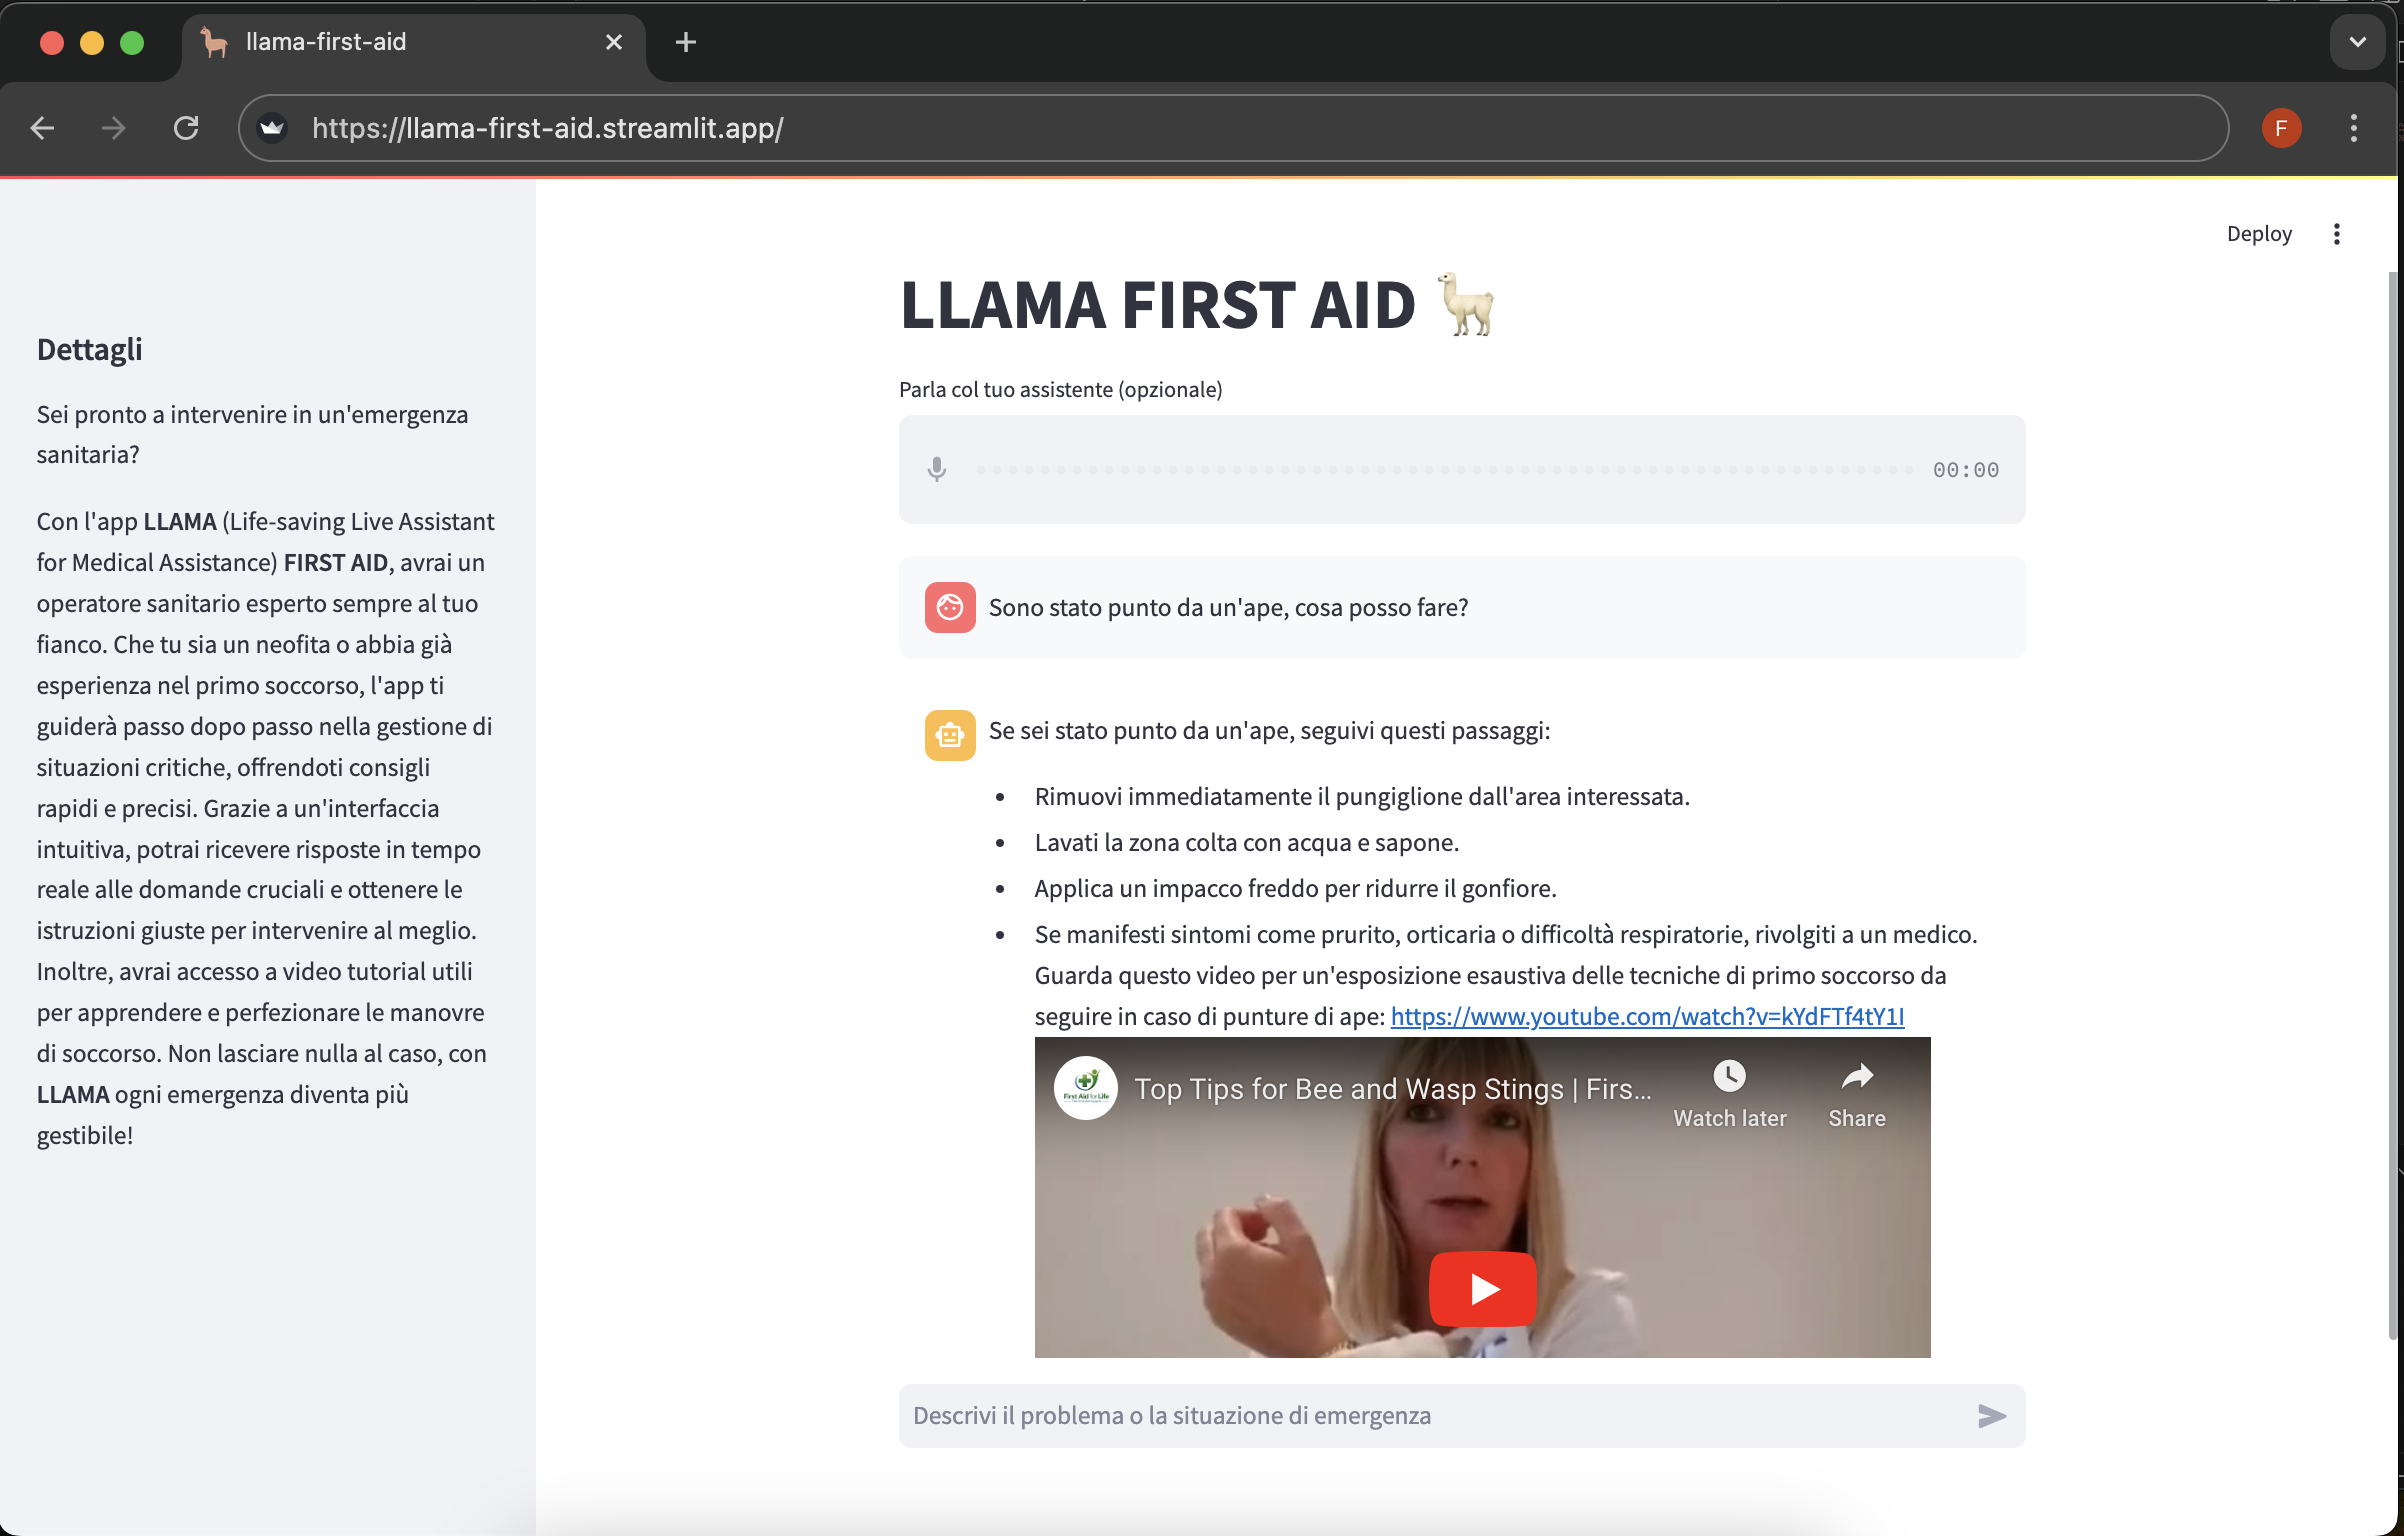 llama-first-aid
https://llama-first-aid.streamlit.app/
F
Deploy
Dettagli
Sei pronto a intervenire in un'emergenza
sanitaria?
Con l'app LLAMA (Life-saving Live Assistant
for Medical Assistance) FIRST AID, avrai un
operatore sanitario esperto sempre al tuo
fianco. Che tu sia un neofita o abbia già
esperienza nel primo soccorso, l'app ti
guiderà passo dopo passo nella gestione di
situazioni critiche, offrendoti consigli
rapidi e precisi. Grazie a un'interfaccia
intuitiva, potrai ricevere risposte in tempo
reale alle domande cruciali e ottenere le
istruzioni giuste per intervenire al meglio.
Inoltre, avrai accesso a video tutorial utili
per apprendere e perfezionare le manovre
di soccorso. Non lasciare nulla al caso, con
LLAMA ogni emergenza diventa più
gestibile!
LLAMA FIRST AID
Parla col tuo assistente (opzionale)
00:00
Sono stato punto da un'ape, cosa posso fare?
Se sei stato punto da un'ape, seguivi questi passaggi:
• Rimuovi immediatamente il pungiglione dall'area interessata.
• Lavati la zona colta con acqua e sapone.
• Applica un impacco freddo per ridurre il gonfiore.
• Se manifesti sintomi come prurito, orticaria o difficoltà respiratorie, rivolgiti a un medico.
Guarda questo video per un'esposizione esaustiva delle tecniche di primo soccorso da
seguire in caso di punture di ape: https://www.youtube.com/watch?v=kYdFTf4tY1I
First Aid for Life
Top Tips for Bee and Wasp Stings | Firs...
Watch later
Share
Descrivi il problema o la situazione di emergenza